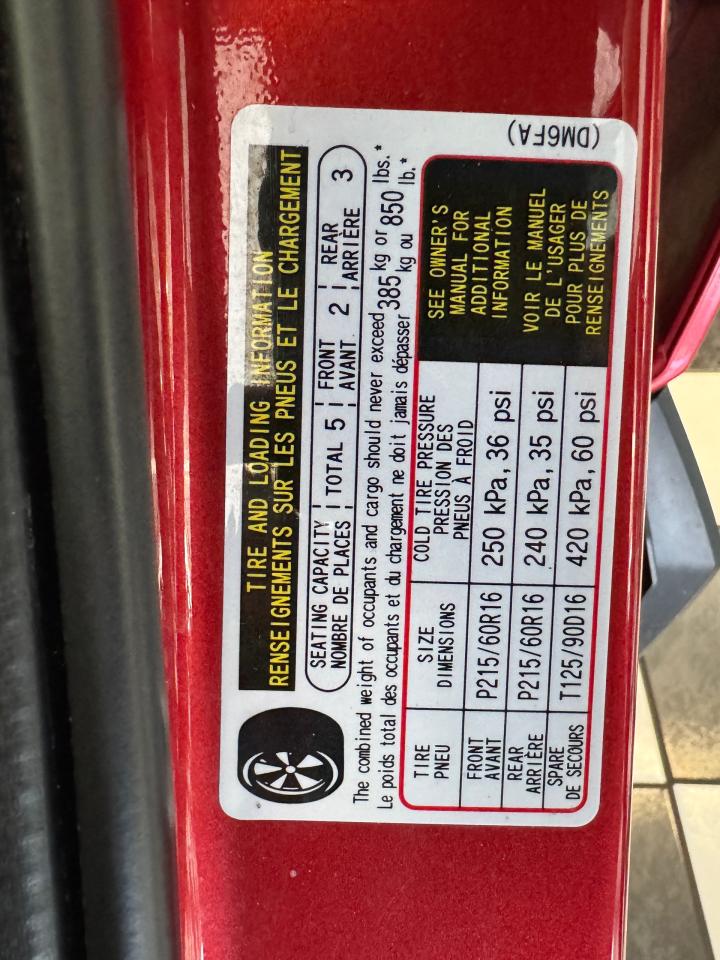 TIRE AND LOADING INFORMATION
RENSEIGNEMENTS SUR LES PNEUS ET LE CHARGEMENT
SEATING CAPACITY
NOMBRE DE PLACES
TOTAL 5
FRONT
AVANT 2
REAR
ARRIÈRE 3
The combined weight of occupants and cargo should never exceed 385 kg or 850 lbs.*
Le poids total des occupants et du chargement ne doit jamais dépasser 385 kg ou 850 lb.*
TIRE
PNEU
SIZE
DIMENSIONS
COLD TIRE PRESSURE
PRESSION DES
PNEUS À FROID
FRONT
AVANT
P215/60R16
250 kPa, 36 psi
REAR
ARRIÈRE
P215/60R16
240 kPa, 35 psi
SPARE
DE SECOURS
T125/90D16
420 kPa, 60 psi
SEE OWNER'S
MANUAL FOR
ADDITIONAL
INFORMATION
VOIR LE MANUEL
DE L'USAGER
POUR PLUS DE
RENSEIGNEMENTS
(DM6FA)